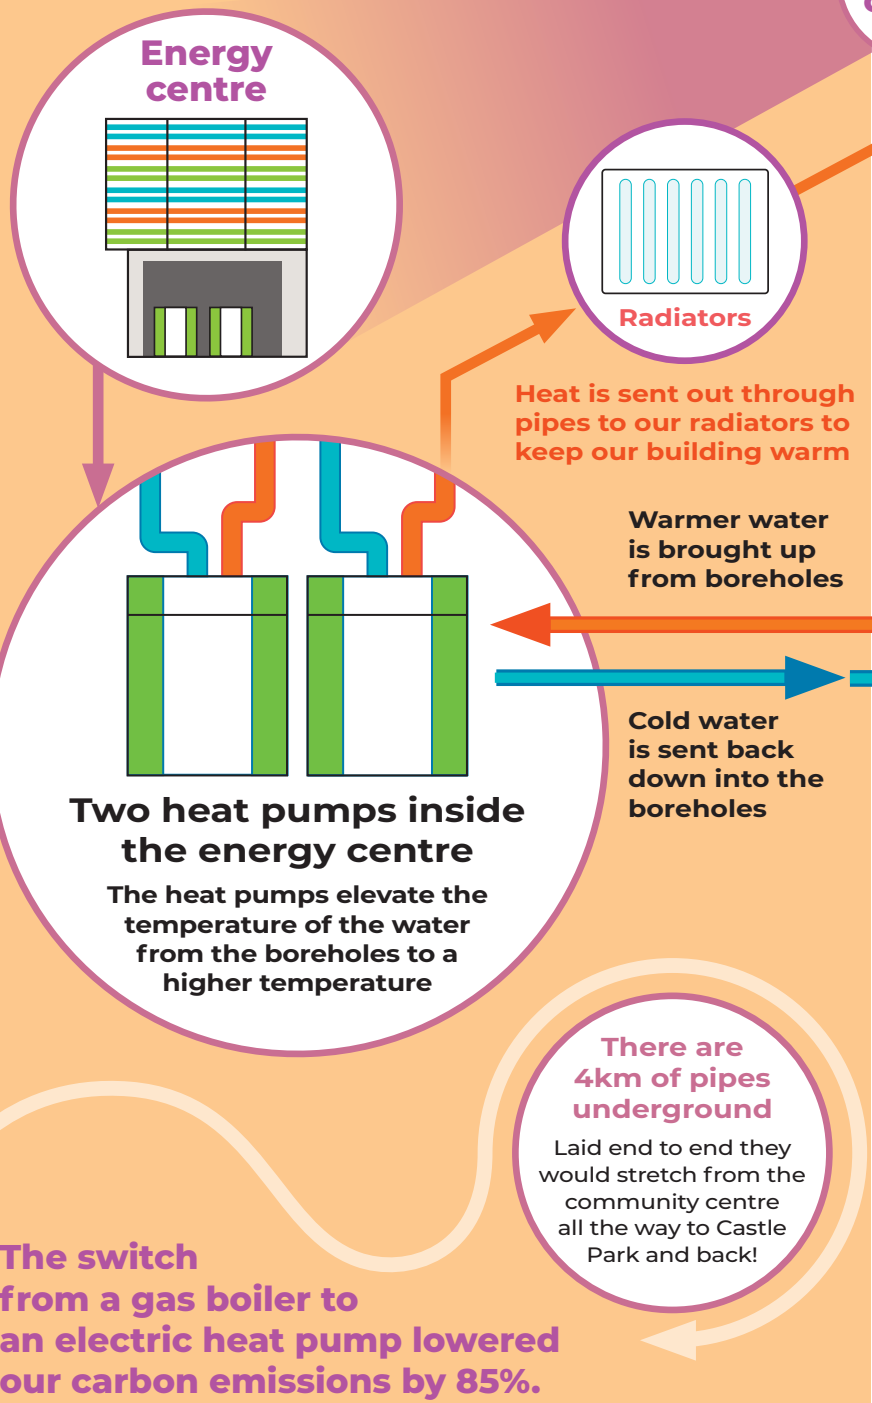 Energy
centre
Radiators
Heat is sent out through
pipes to our radiators to
keep our building warm
Warmer water
is brought up
from boreholes
Cold water
is sent back
down into the
boreholes
Two heat pumps inside
the energy centre
The heat pumps elevate the
temperature of the water
from the boreholes to a
higher temperature
There are
4km of pipes
underground
Laid end to end they
would stretch from the
community centre
all the way to Castle
Park and back!
The switch
from a gas boiler to
an electric heat pump lowered
our carbon emissions by 85%.